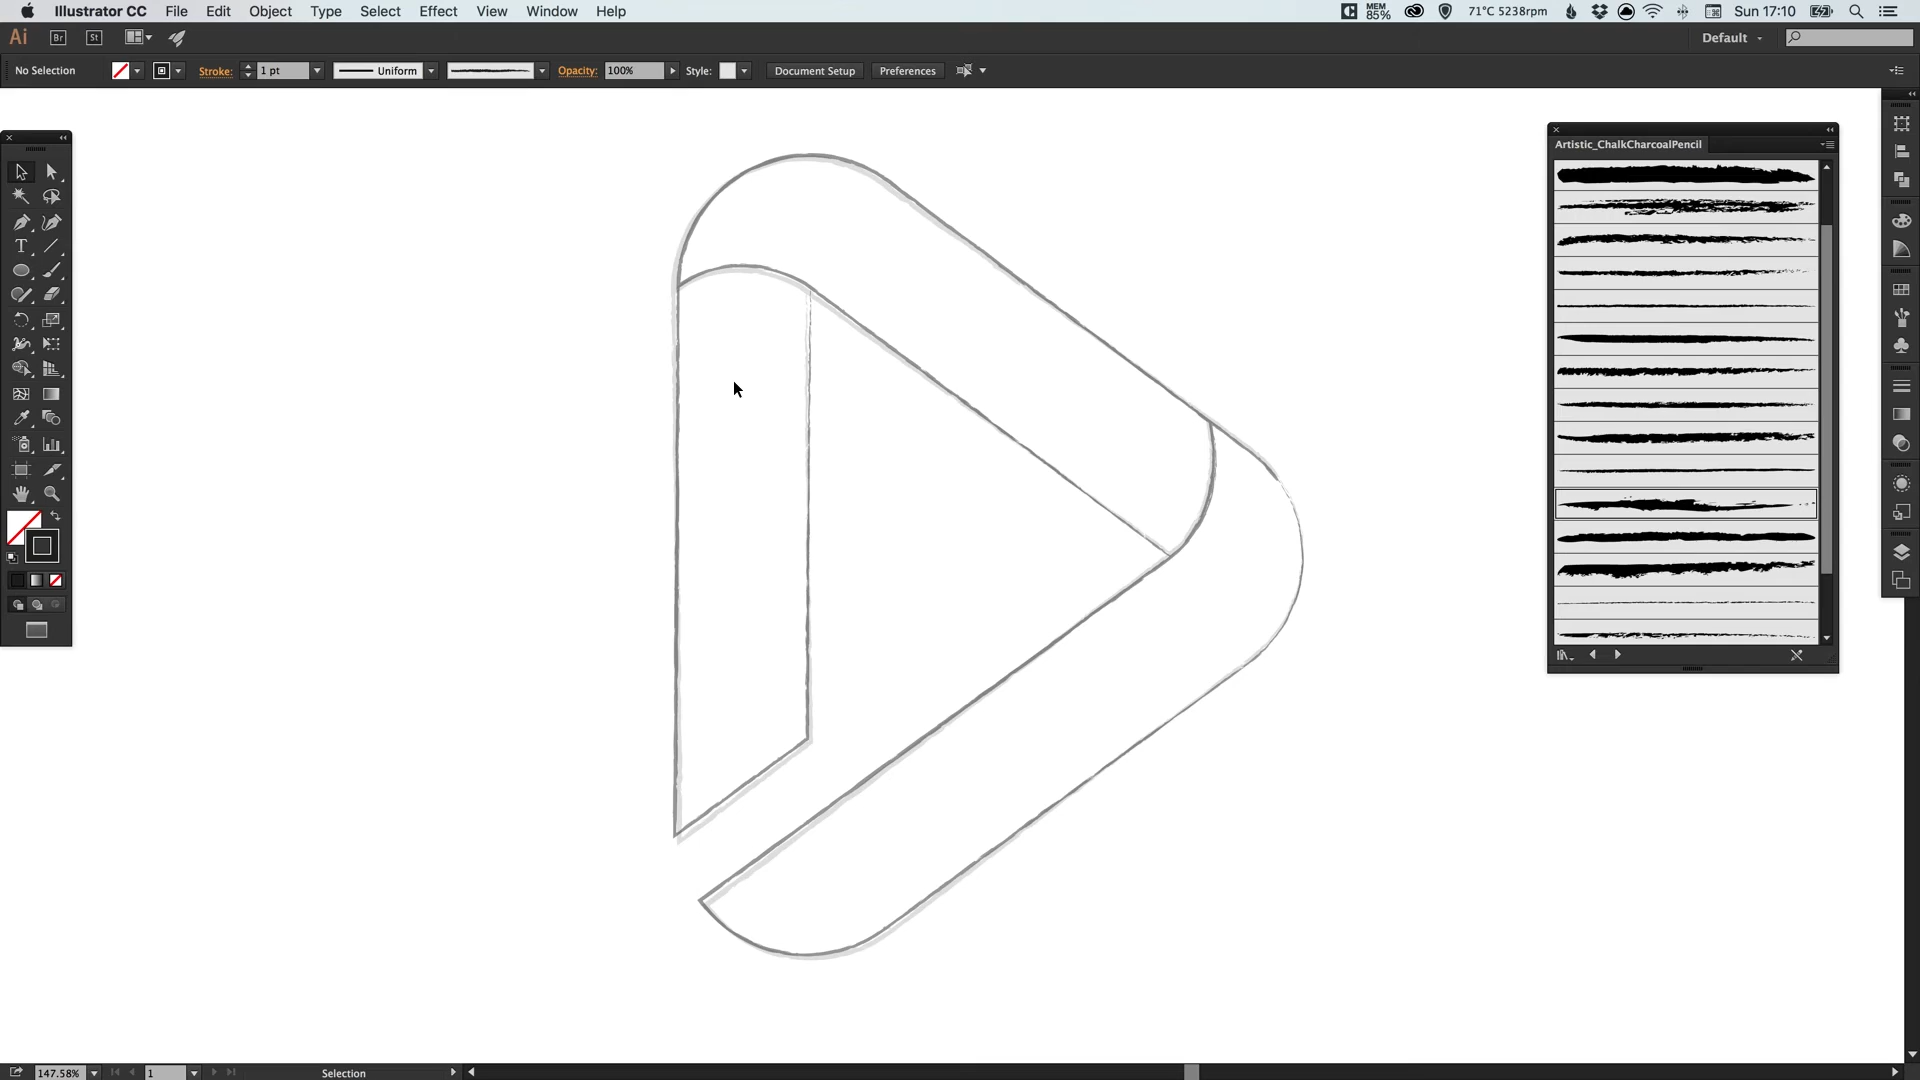 Illustrator CC File Edit Object Type Select Effect View Window Help MEM 85% 71°C 5238rpm Sun 17:10
Ai Br St Default
No Selection Stroke: 1 pt Uniform Opacity: 100% Style: Document Setup Preferences
Artistic_ChalkCharcoalPencil
147.58% 1 Selection